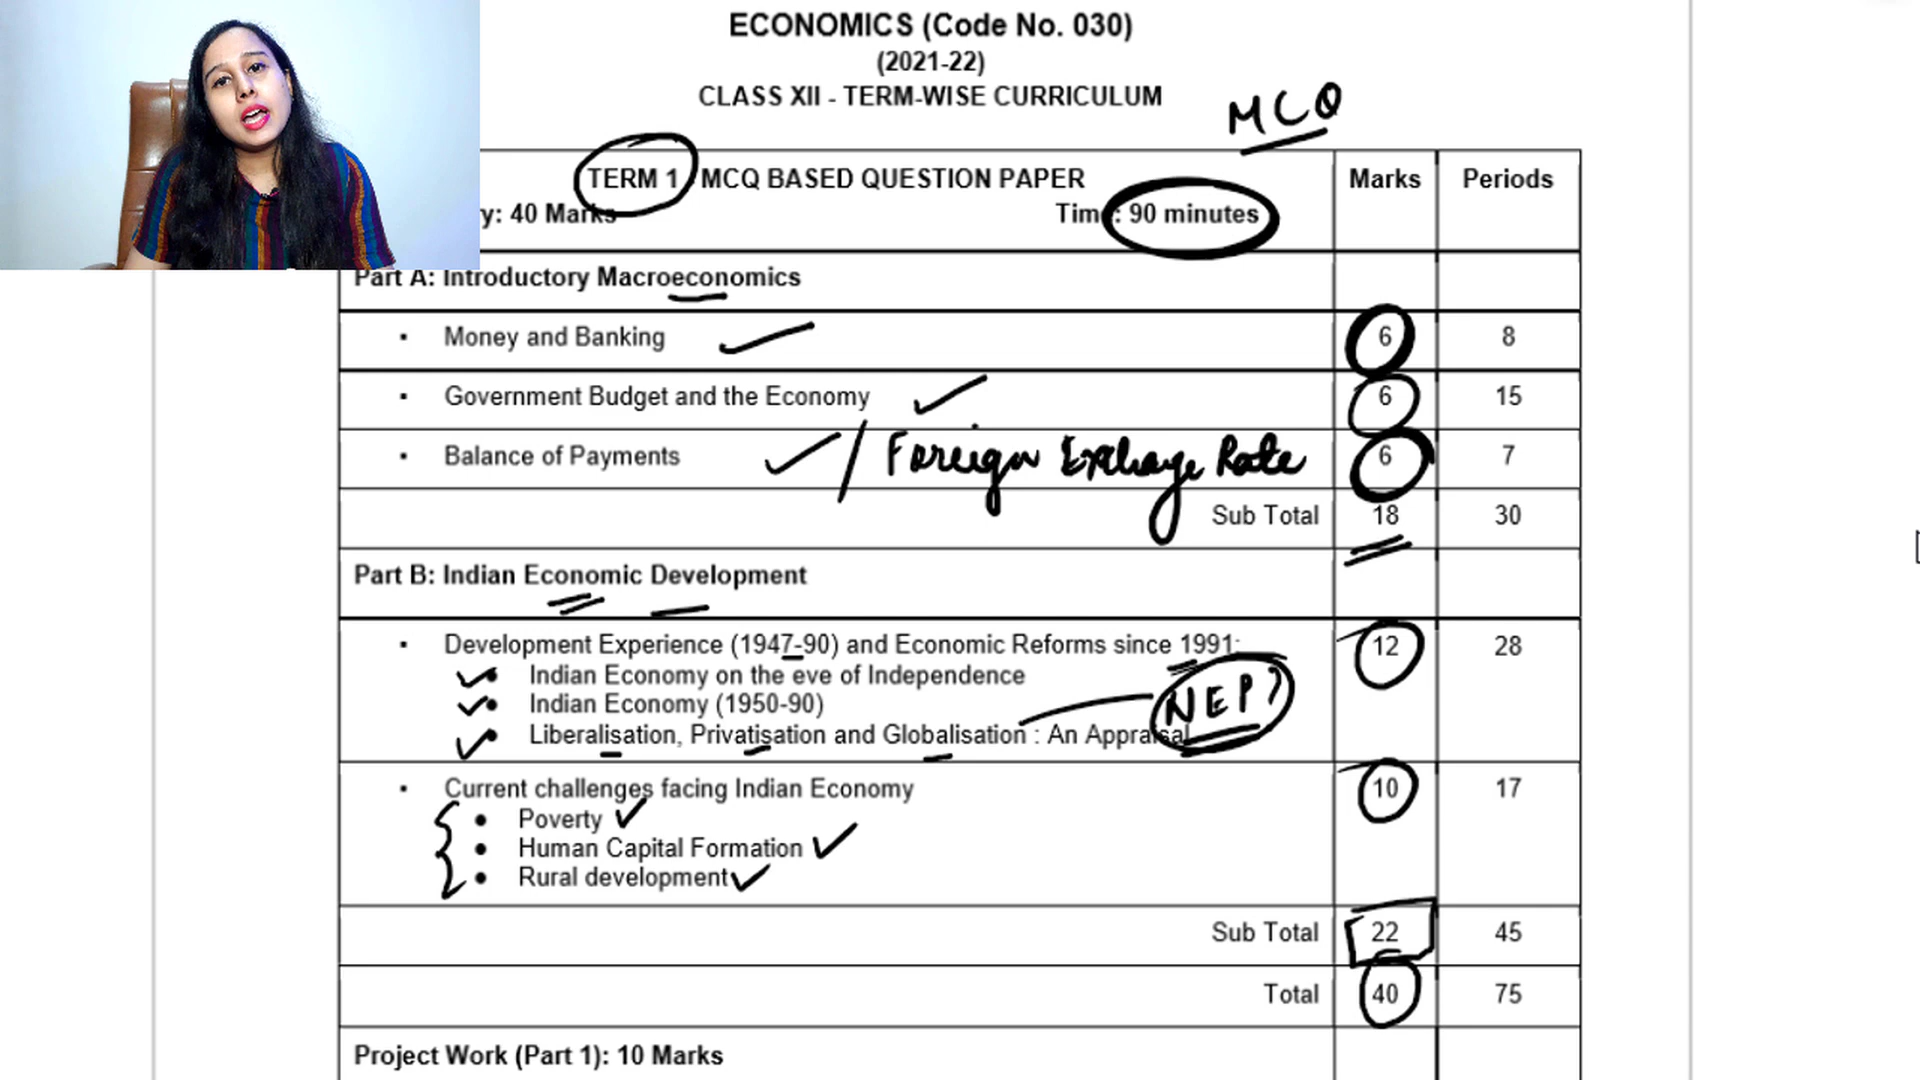 ECONOMICS (Code No. 030)
(2021-22)
CLASS XII - TERM-WISE CURRICULUM
MCQ
TERM 1 MCQ BASED QUESTION PAPER Marks Periods
y: 40 Marks Time: 90 minutes
Part A: Introductory Macroeconomics
▪ Money and Banking 6 8
▪ Government Budget and the Economy 6 15
▪ Balance of Payments / Foreign Exchage Rate 6 7
Sub Total 18 30
Part B: Indian Economic Development
▪ Development Experience (1947-90) and Economic Reforms since 1991: 12 28
● Indian Economy on the eve of Independence
● Indian Economy (1950-90)
NEP
● Liberalisation, Privatisation and Globalisation : An Appraisal
▪ Current challenges facing Indian Economy 10 17
● Poverty
● Human Capital Formation
● Rural development
Sub Total 22 45
Total 40 75
Project Work (Part 1): 10 Marks